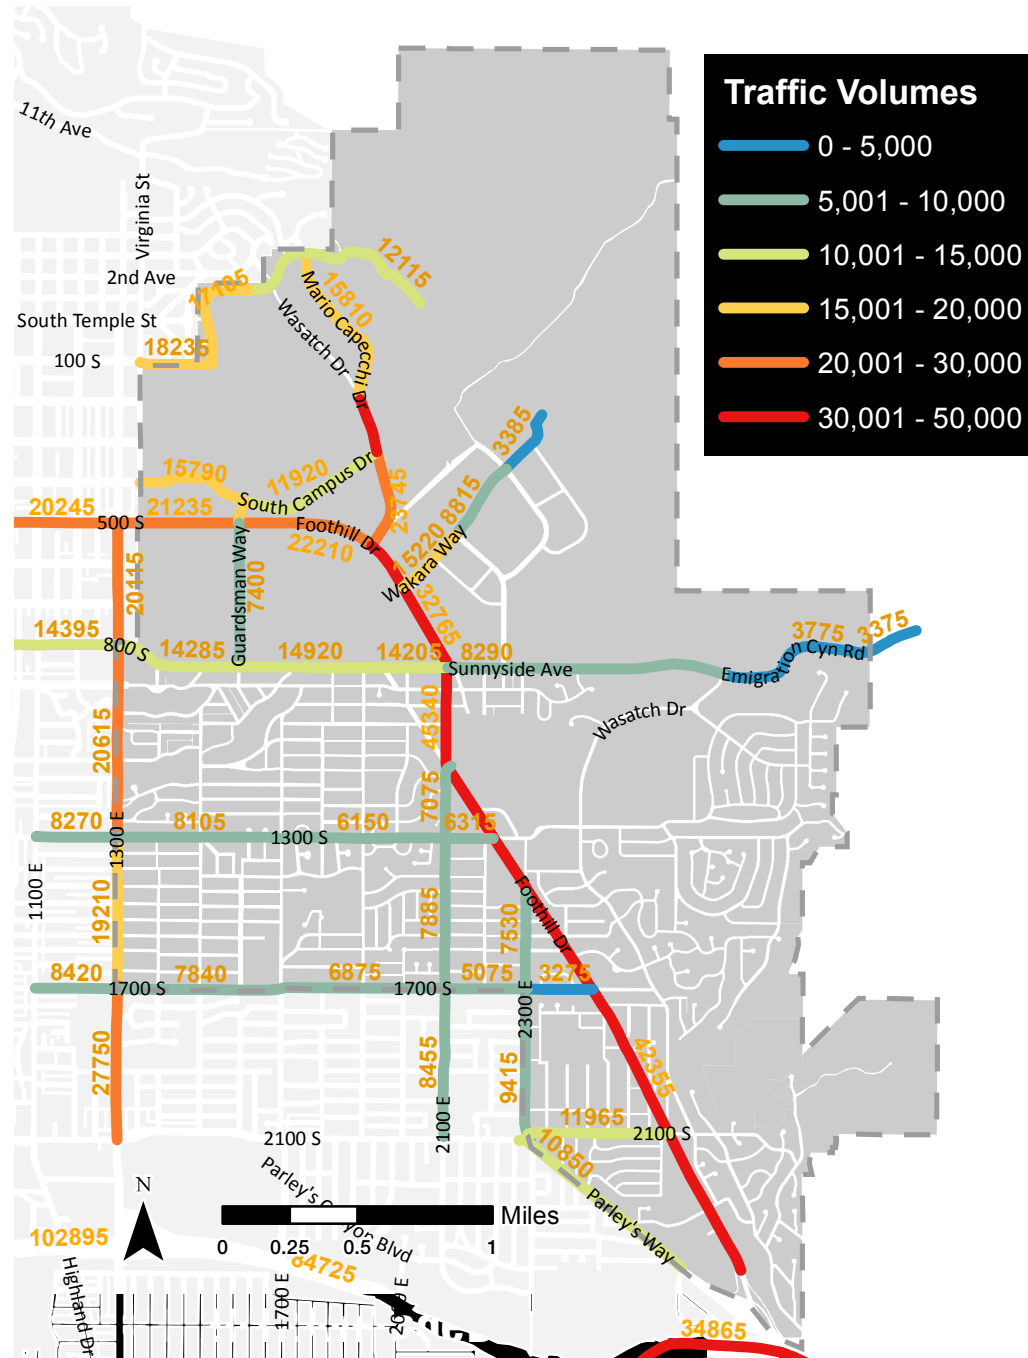 Traffic Volumes
0 - 5,000
5,001 - 10,000
10,001 - 15,000
15,001 - 20,000
20,001 - 30,000
30,001 - 50,000
11th Ave
Virginia St
2nd Ave
17105
12115
15810
Mario Capecchi Dr
Wasatch Dr
South Temple St
18235
100 S
3385
15790
11920
South Campus Dr
23745
8815
15220
Wakara Way
20245
500 S
21235
Foothill Dr
22210
20115
Guardsman Way
7400
32765
14395
800 S
14285
14920
14205
8290
Sunnyside Ave
3775
3375
Emigration Cyn Rd
Wasatch Dr
20615
45340
7075
8270
1300 E
8105
1300 S
6150
6315
1100 E
19210
7885
7530
Foothill Dr
8420
1700 S
7840
6875
1700 S
5075
3275
2300 E
27750
8455
9415
42355
11965
2100 S
2100 S
2100 E
10850
Parley's Way
N
Parley's Canyon Blvd
Miles
0
0.25
0.5
1
102895
84725
Highland Dr
1700 E
2000 E
34865